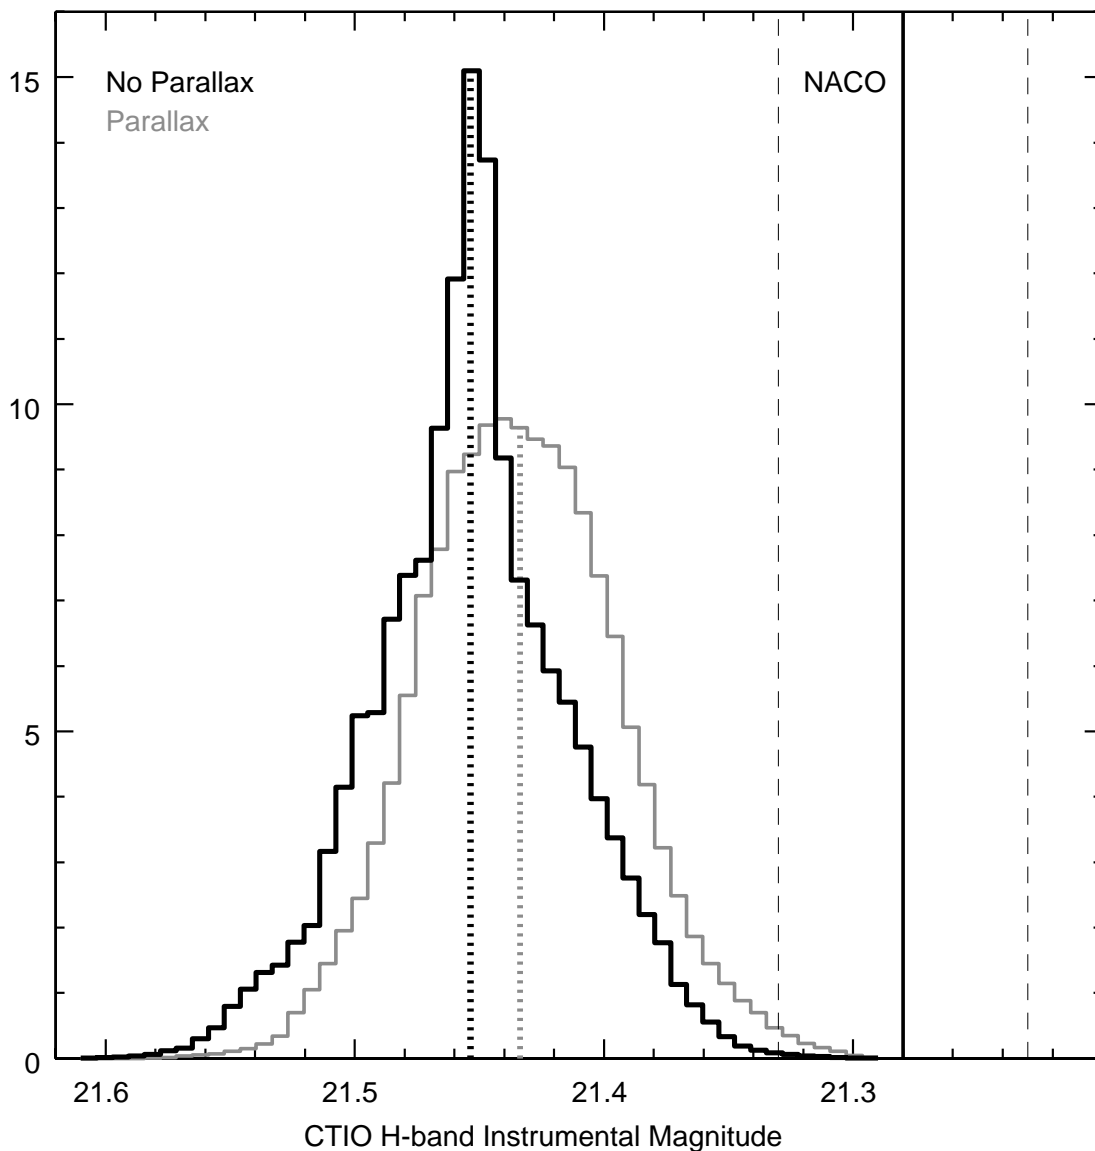 No Parallax
Parallax
NACO
15
10
5
0
21.6
21.5
21.4
21.3
CTIO H-band Instrumental Magnitude